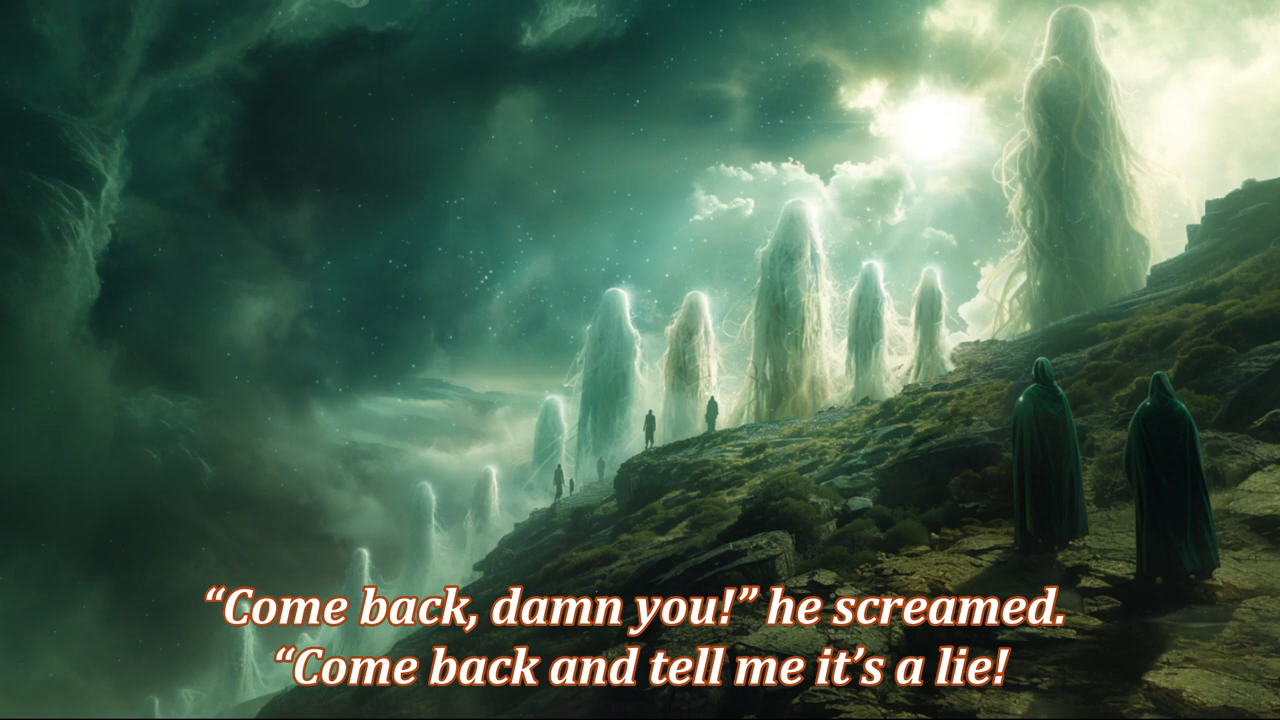 “Come back, damn you!” he screamed.
“Come back and tell me it’s a lie!